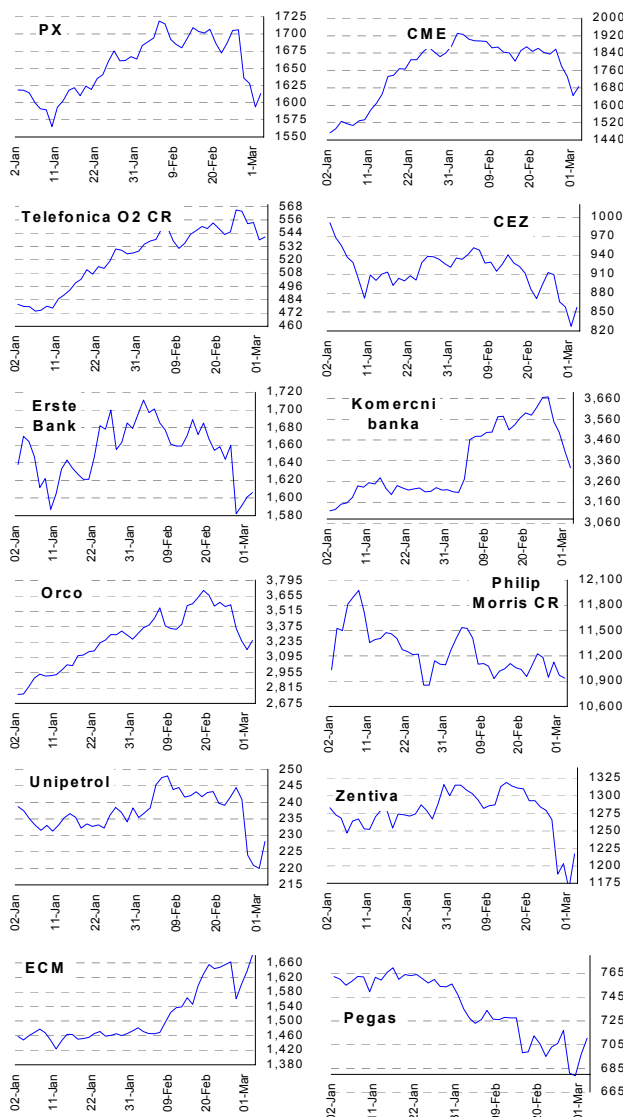 PX
1725
1700
1675
1650
1625
1600
1575
1550
2-Jan
11-Jan
22-Jan
31-Jan
9-Feb
20-Feb
1-Mar
CME
2000
1920
1840
1760
1680
1600
1520
1440
02-Jan
11-Jan
22-Jan
31-Jan
09-Feb
20-Feb
01-Mar
Telefonica O2 CR
568
556
544
532
520
508
496
484
472
460
02-Jan
11-Jan
22-Jan
31-Jan
09-Feb
20-Feb
01-Mar
CEZ
1000
970
940
910
880
850
820
02-Jan
11-Jan
22-Jan
31-Jan
09-Feb
20-Feb
01-Mar
Erste
Bank
1,720
1,700
1,680
1,660
1,640
1,620
1,600
1,580
02-Jan
11-Jan
22-Jan
31-Jan
09-Feb
20-Feb
01-Mar
Komercni
banka
3,660
3,560
3,460
3,360
3,260
3,160
3,060
02-Jan
11-Jan
22-Jan
31-Jan
09-Feb
20-Feb
01-Mar
Orco
3,795
3,655
3,515
3,375
3,235
3,095
2,955
2,815
2,675
02-Jan
11-Jan
22-Jan
31-Jan
09-Feb
20-Feb
01-Mar
Philip
Morris CR
12,100
11,800
11,500
11,200
10,900
10,600
02-Jan
11-Jan
22-Jan
31-Jan
09-Feb
20-Feb
01-Mar
Unipetrol
250
245
240
235
230
225
220
215
02-Jan
11-Jan
22-Jan
31-Jan
09-Feb
20-Feb
01-Mar
Zentiva
1325
1300
1275
1250
1225
1200
1175
02-Jan
11-Jan
22-Jan
31-Jan
09-Feb
20-Feb
01-Mar
ECM
1,660
1,620
1,580
1,540
1,500
1,460
1,420
1,380
02-Jan
11-Jan
22-Jan
31-Jan
09-Feb
20-Feb
01-Mar
Pegas
765
745
725
705
685
665
02-Jan
11-Jan
22-Jan
31-Jan
09-Feb
20-Feb
01-Mar